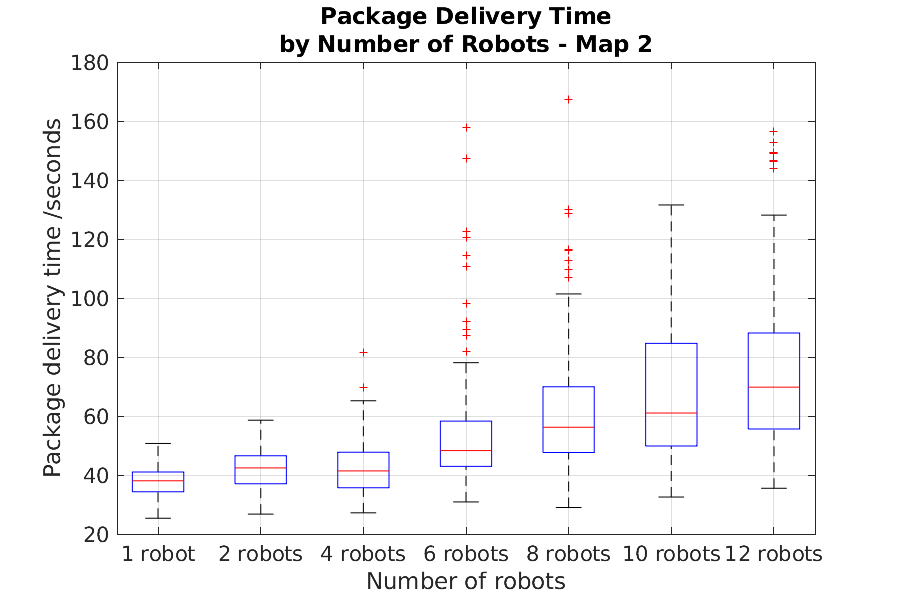 Package Delivery Time
by Number of Robots - Map 2
Package delivery time /seconds
180
160
140
120
100
80
60
40
20
1 robot 2 robots 4 robots 6 robots 8 robots 10 robots 12 robots
Number of robots